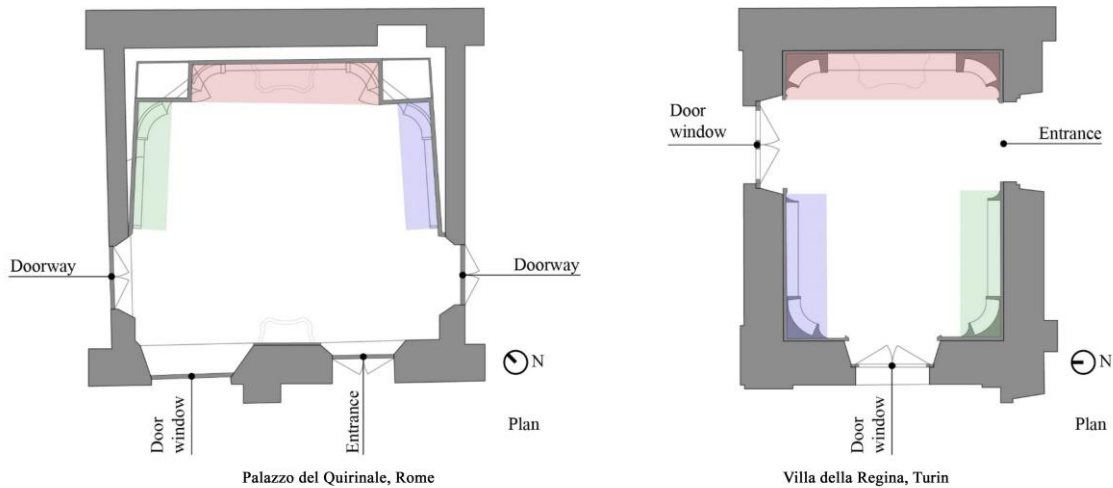 Doorway
Doorway
Door
window
Entrance
N
Plan
Palazzo del Quirinale, Rome
Door
window
Entrance
Door
window
N
Plan
Villa della Regina, Turin